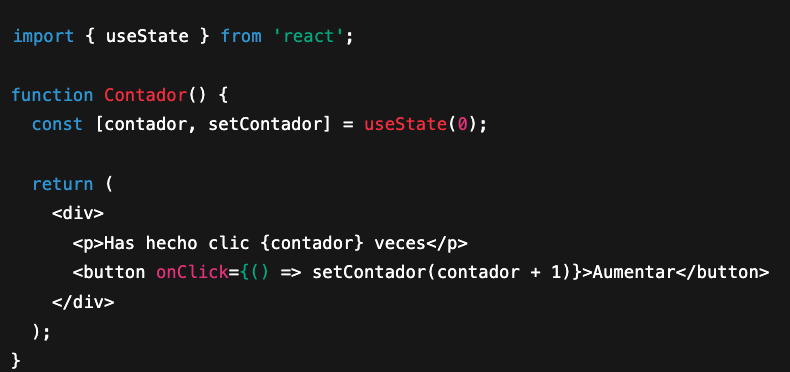 import { useState } from 'react';
function Contador() {
const [contador, setContador] = useState(0);
return (
<div>
<p>Has hecho clic {contador} veces</p>
<button onClick={() => setContador(contador + 1)}>Aumentar</button>
</div>
);
}